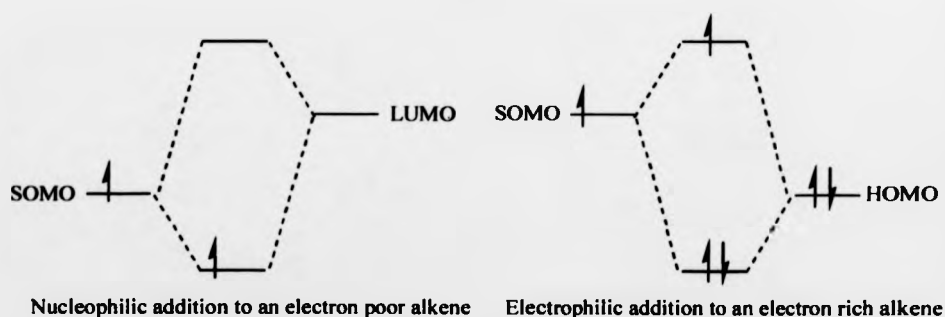 LUMO
SOMO
SOMO
HOMO
Nucleophilic addition to an electron poor alkene
Electrophilic addition to an electron rich alkene